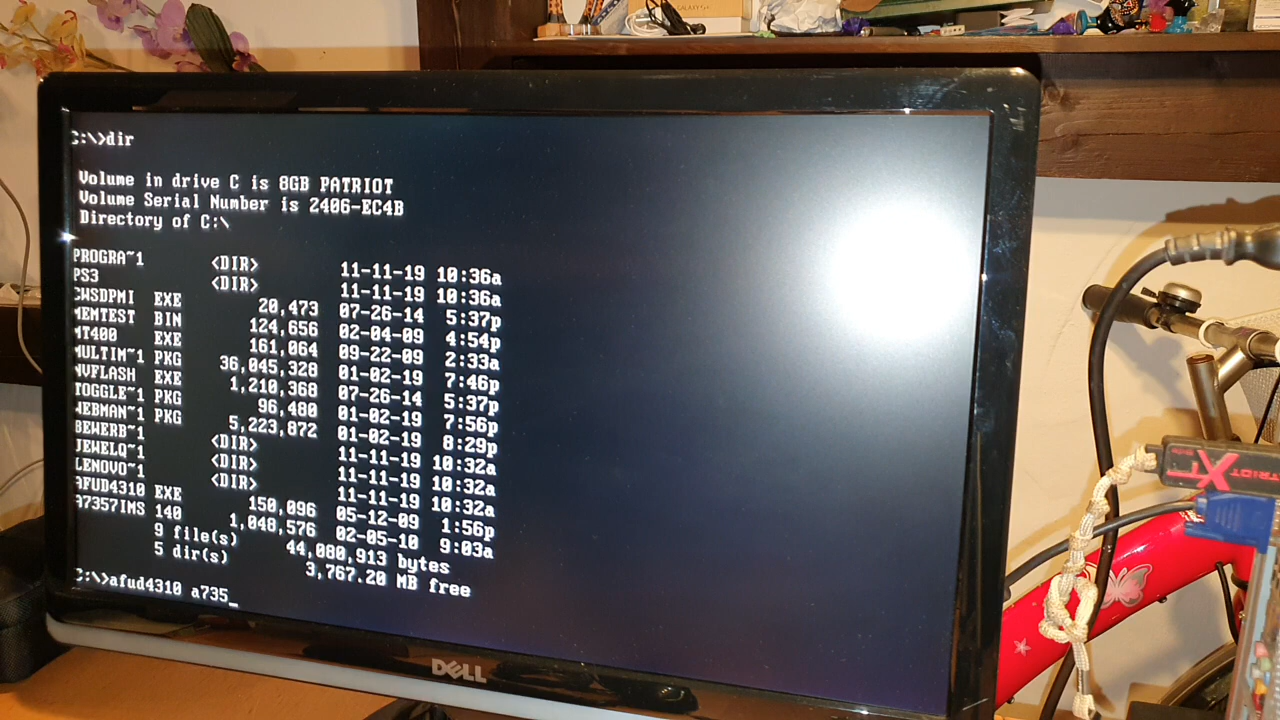 GALAXY S4
C:\>dir
Volume in drive C is 8GB PATRIOT
Volume Serial Number is 2406-EC4B
Directory of C:\
PROGRA~1 <DIR> 11-11-19 10:36a
PS3 <DIR> 11-11-19 10:36a
CWSDPMI EXE 20,473 07-26-14 5:37p
MEMTEST BIN 124,656 02-04-09 4:54p
MT400 EXE 161,064 09-22-09 2:33a
MULTIM~1 PKG 36,045,328 01-02-19 7:46p
NVFLASH EXE 1,210,368 07-26-14 5:37p
TOGGLE~1 PKG 96,480 01-02-19 7:56p
WEBMAN~1 PKG 5,223,872 01-02-19 8:29p
BEWERB~1 <DIR> 11-11-19 10:32a
JEWELQ~1 <DIR> 11-11-19 10:32a
LENOVO~1 <DIR> 11-11-19 10:32a
AFUD4310 EXE 150,096 05-12-09 1:56p
A7357IMS 140 1,048,576 02-05-10 9:03a
9 file(s) 44,080,913 bytes
5 dir(s) 3,767.20 MB free
C:\>afud4310 a735_
DELL
XT